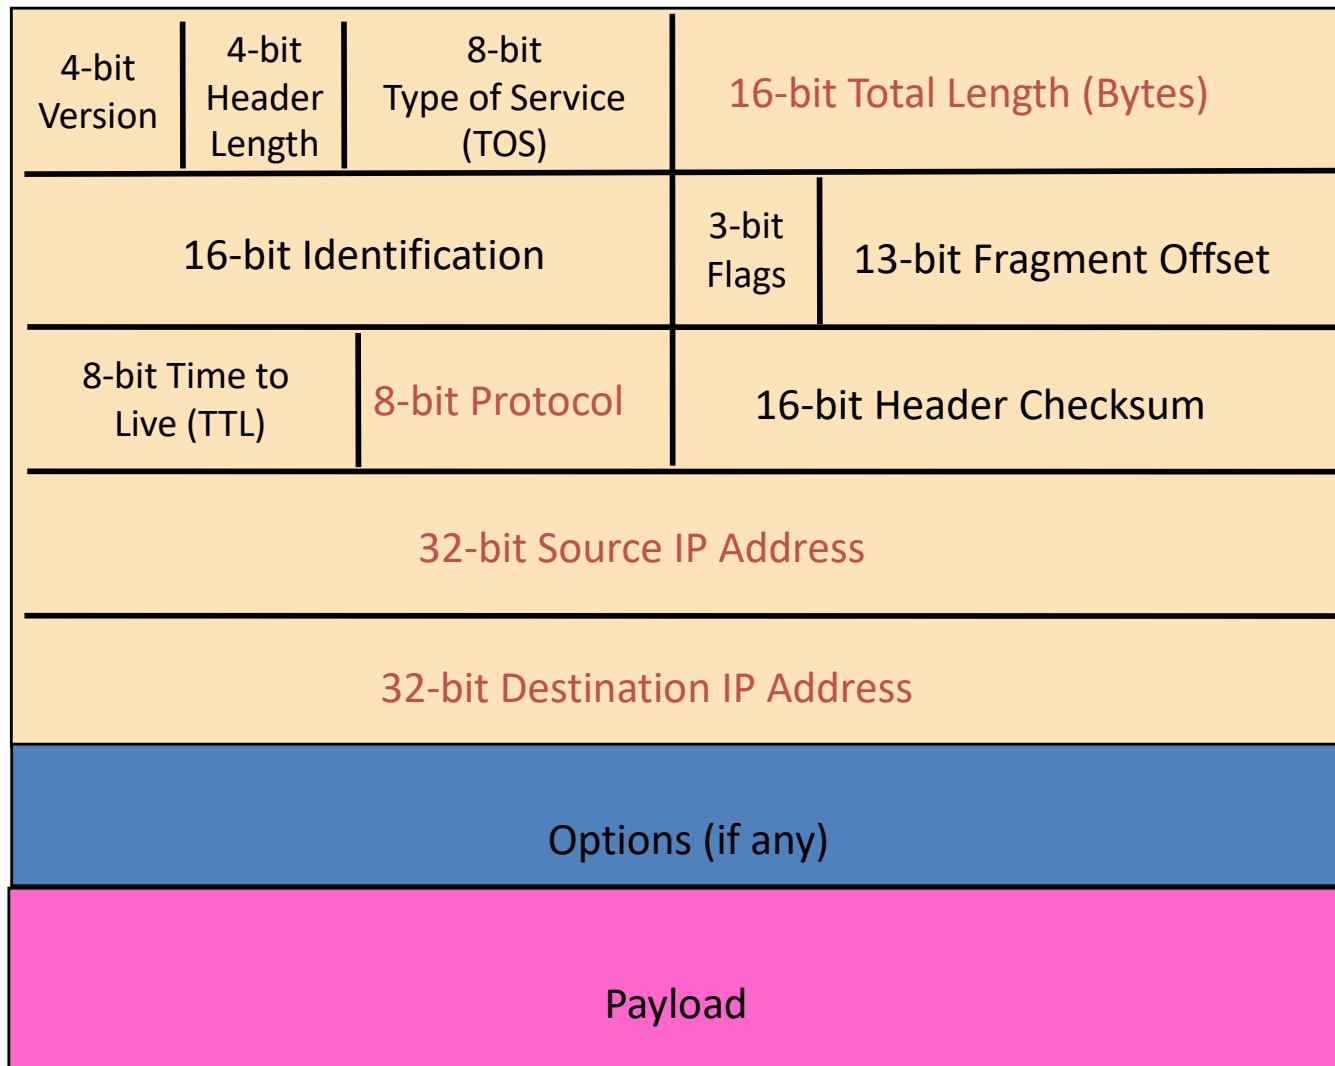 4-bit
Version
4-bit
Header
Length
8-bit
Type of Service
(TOS)
16-bit Total Length (Bytes)
16-bit Identification
3-bit
Flags
13-bit Fragment Offset
8-bit Time to
Live (TTL)
8-bit Protocol
16-bit Header Checksum
32-bit Source IP Address
32-bit Destination IP Address
Options (if any)
Payload